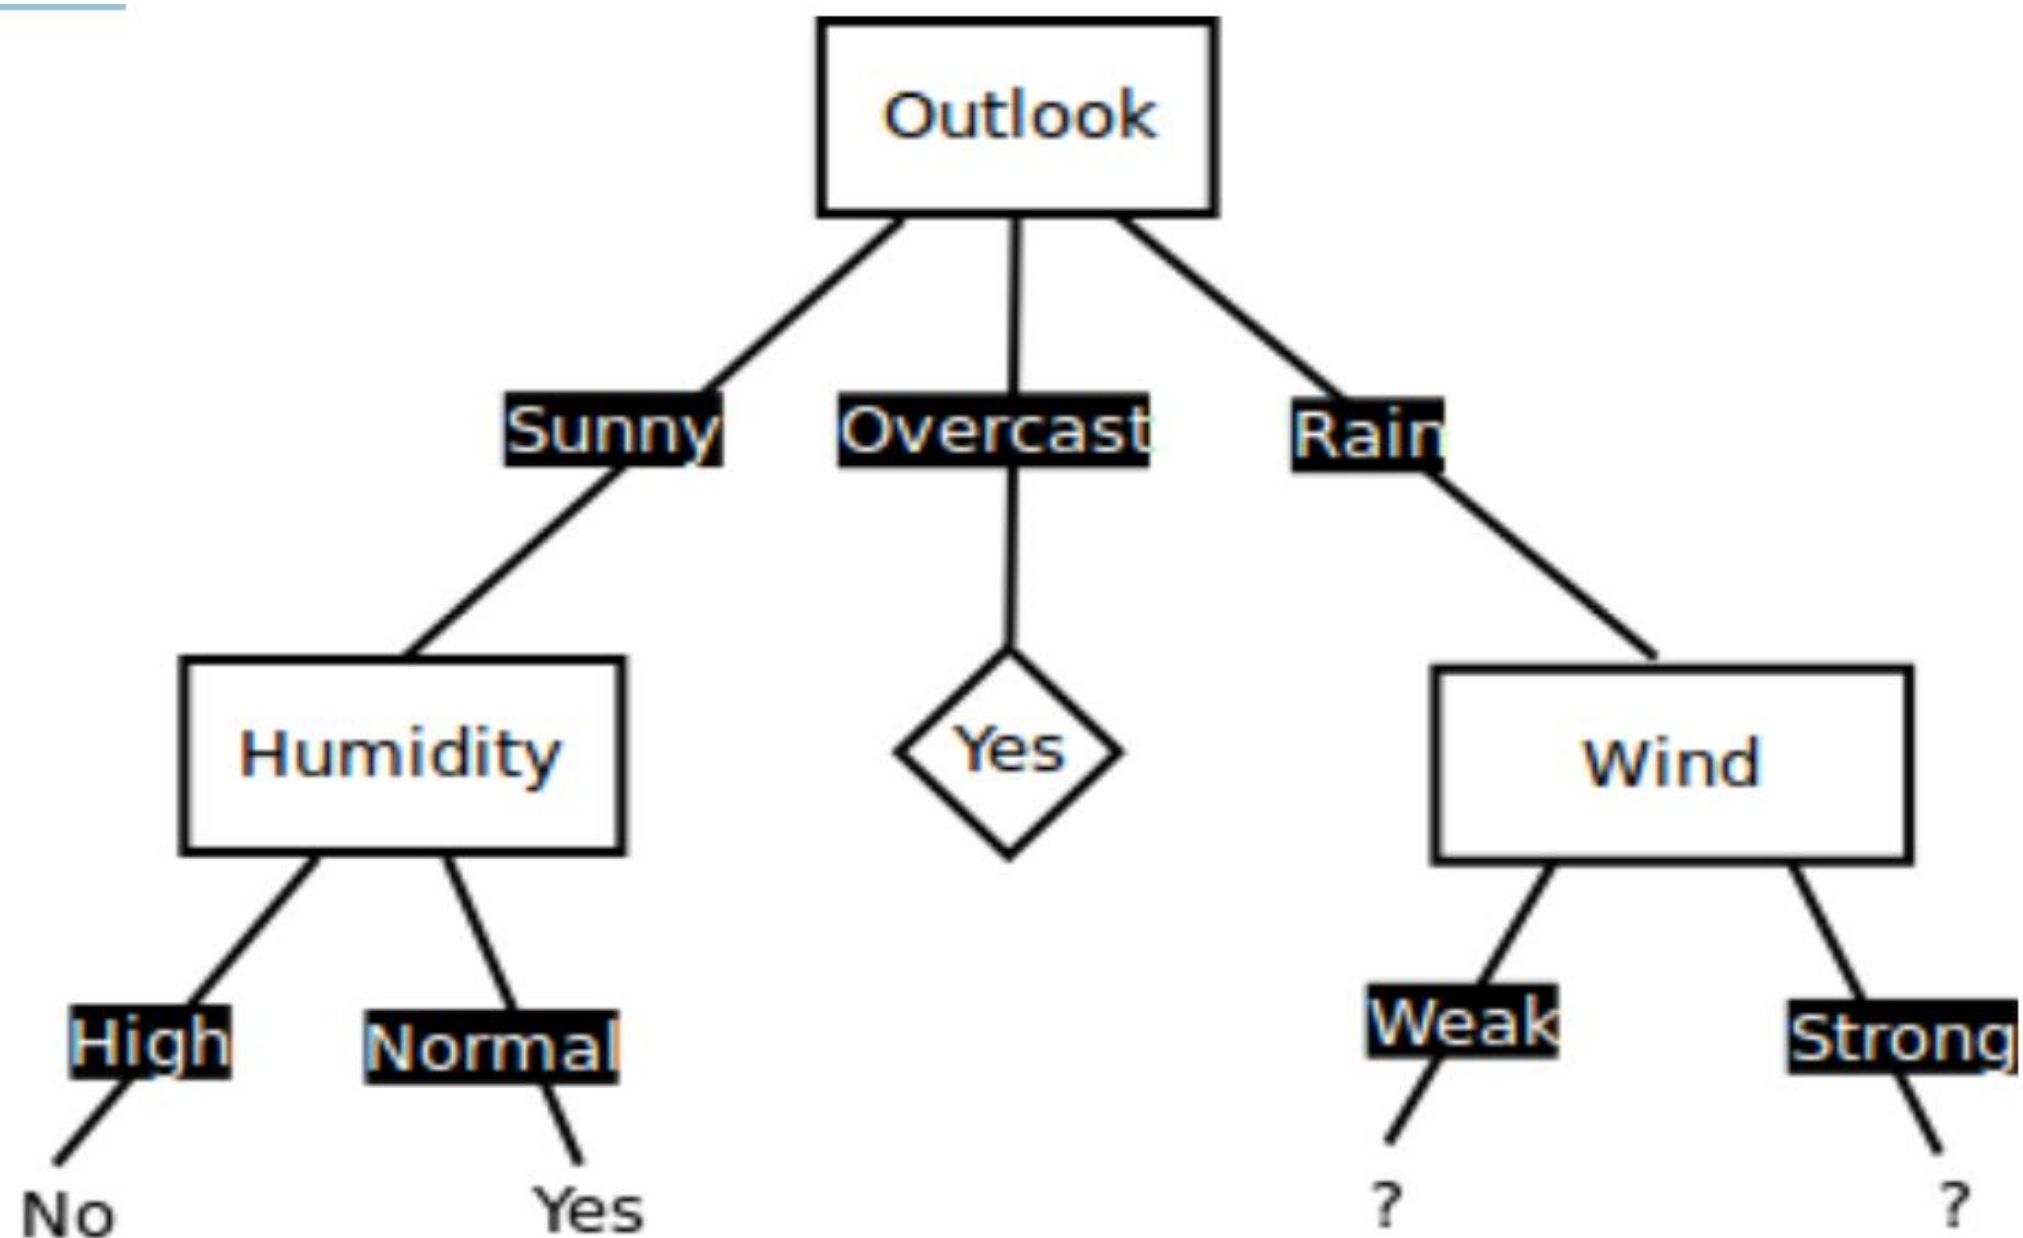 Outlook
Sunny
Overcast
Rain
Humidity
Yes
Wind
High
Normal
Weak
Strong
No
Yes
?
?